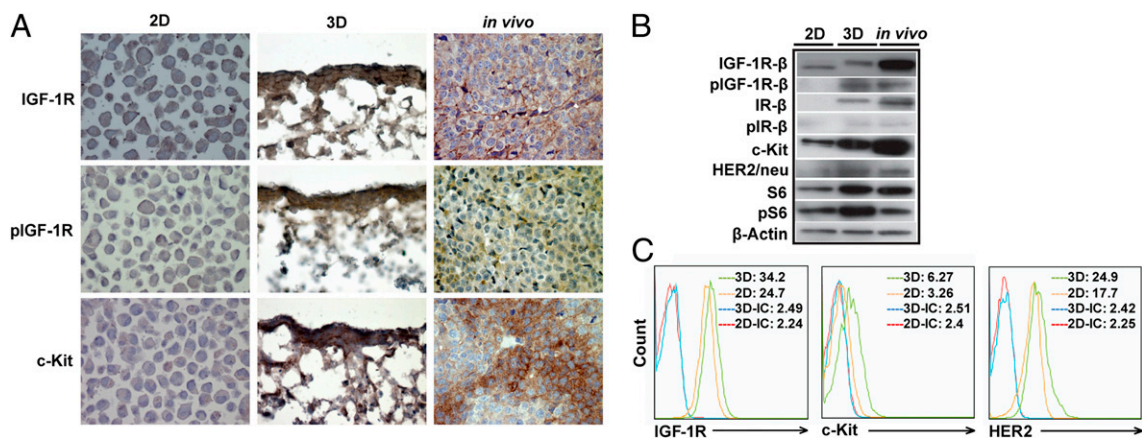 A
2D
3D
in vivo
IGF-1R
pIGF-1R
c-Kit
B
2D
3D
in vivo
IGF-1R-β
pIGF-1R-β
IR-β
pIR-β
c-Kit
HER2/neu
S6
pS6
β-Actin
C
Count
3D: 34.2
2D: 24.7
3D-IC: 2.49
2D-IC: 2.24
IGF-1R
3D: 6.27
2D: 3.26
3D-IC: 2.51
2D-IC: 2.4
c-Kit
3D: 24.9
2D: 17.7
3D-IC: 2.42
2D-IC: 2.25
HER2